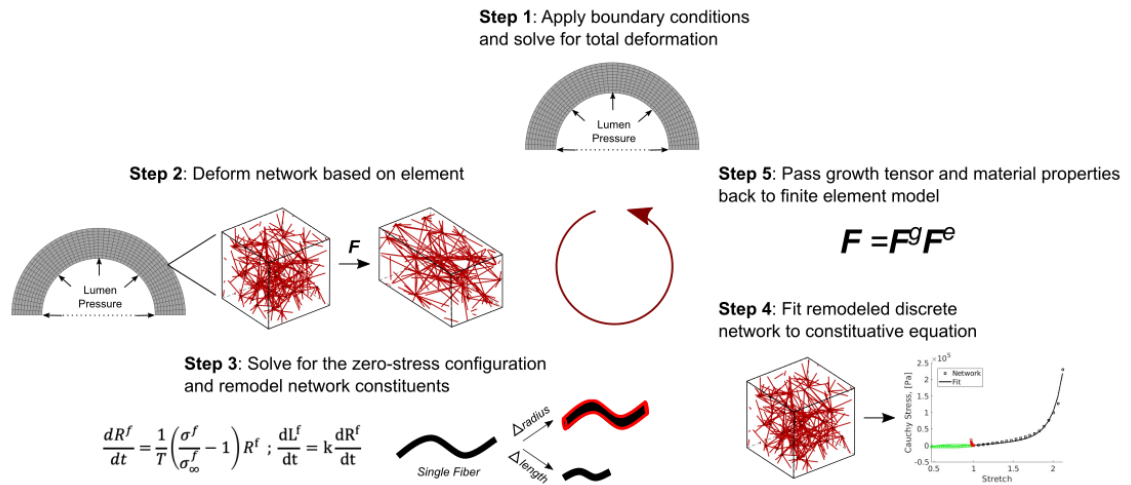 Step 1: Apply boundary conditions
and solve for total deformation
Lumen
Pressure
Step 2: Deform network based on element
Lumen
Pressure
F
Step 3: Solve for the zero-stress configuration
and remodel network constituents
dR^f/dt = 1/T (σ^f/σ^f_∞ − 1) R^f ; dL^f/dt = k dR^f/dt
Single Fiber
Δradius
Δlength
Step 4: Fit remodeled discrete
network to constituative equation
×10^5
2.5
2
1.5
1
0.5
0
-0.5
Cauchy Stress, [Pa]
Network
Fit
0.5
1
1.5
2
Stretch
Step 5: Pass growth tensor and material properties
back to finite element model
F = F^g F^e